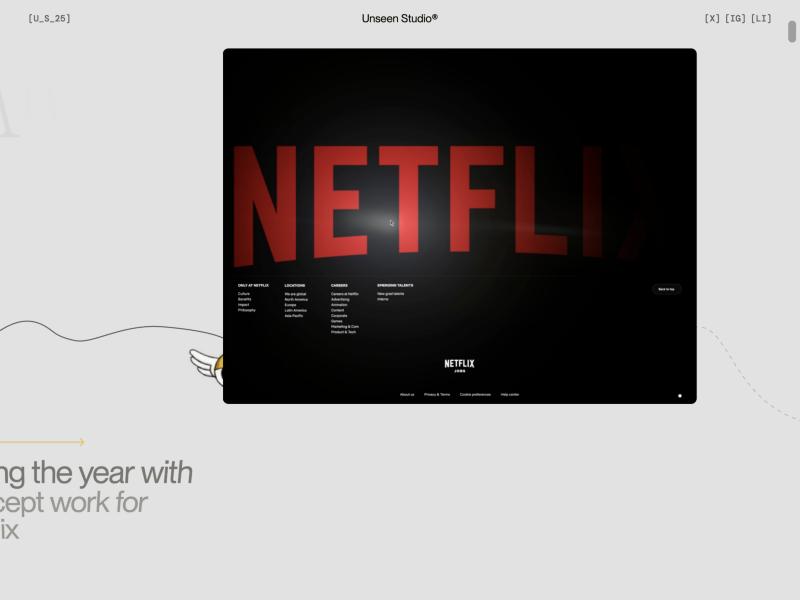 [U_S_25]
Unseen Studio®
[X] [IG] [LI]
NETFLIX
ONLY AT NETFLIX
Culture
Benefits
Impact
Philosophy
LOCATIONS
We are global
North America
Europe
Latin America
Asia Pacific
CAREERS
Careers at Netflix
Advertising
Animation
Content
Corporate
Games
Marketing & Com
Product & Tech
EMERGING TALENTS
New grad talents
Interns
Back to top
NETFLIX
JOBS
About us
Privacy & Terms
Cookie preferences
Help center
ng the year with
cept work for
ix